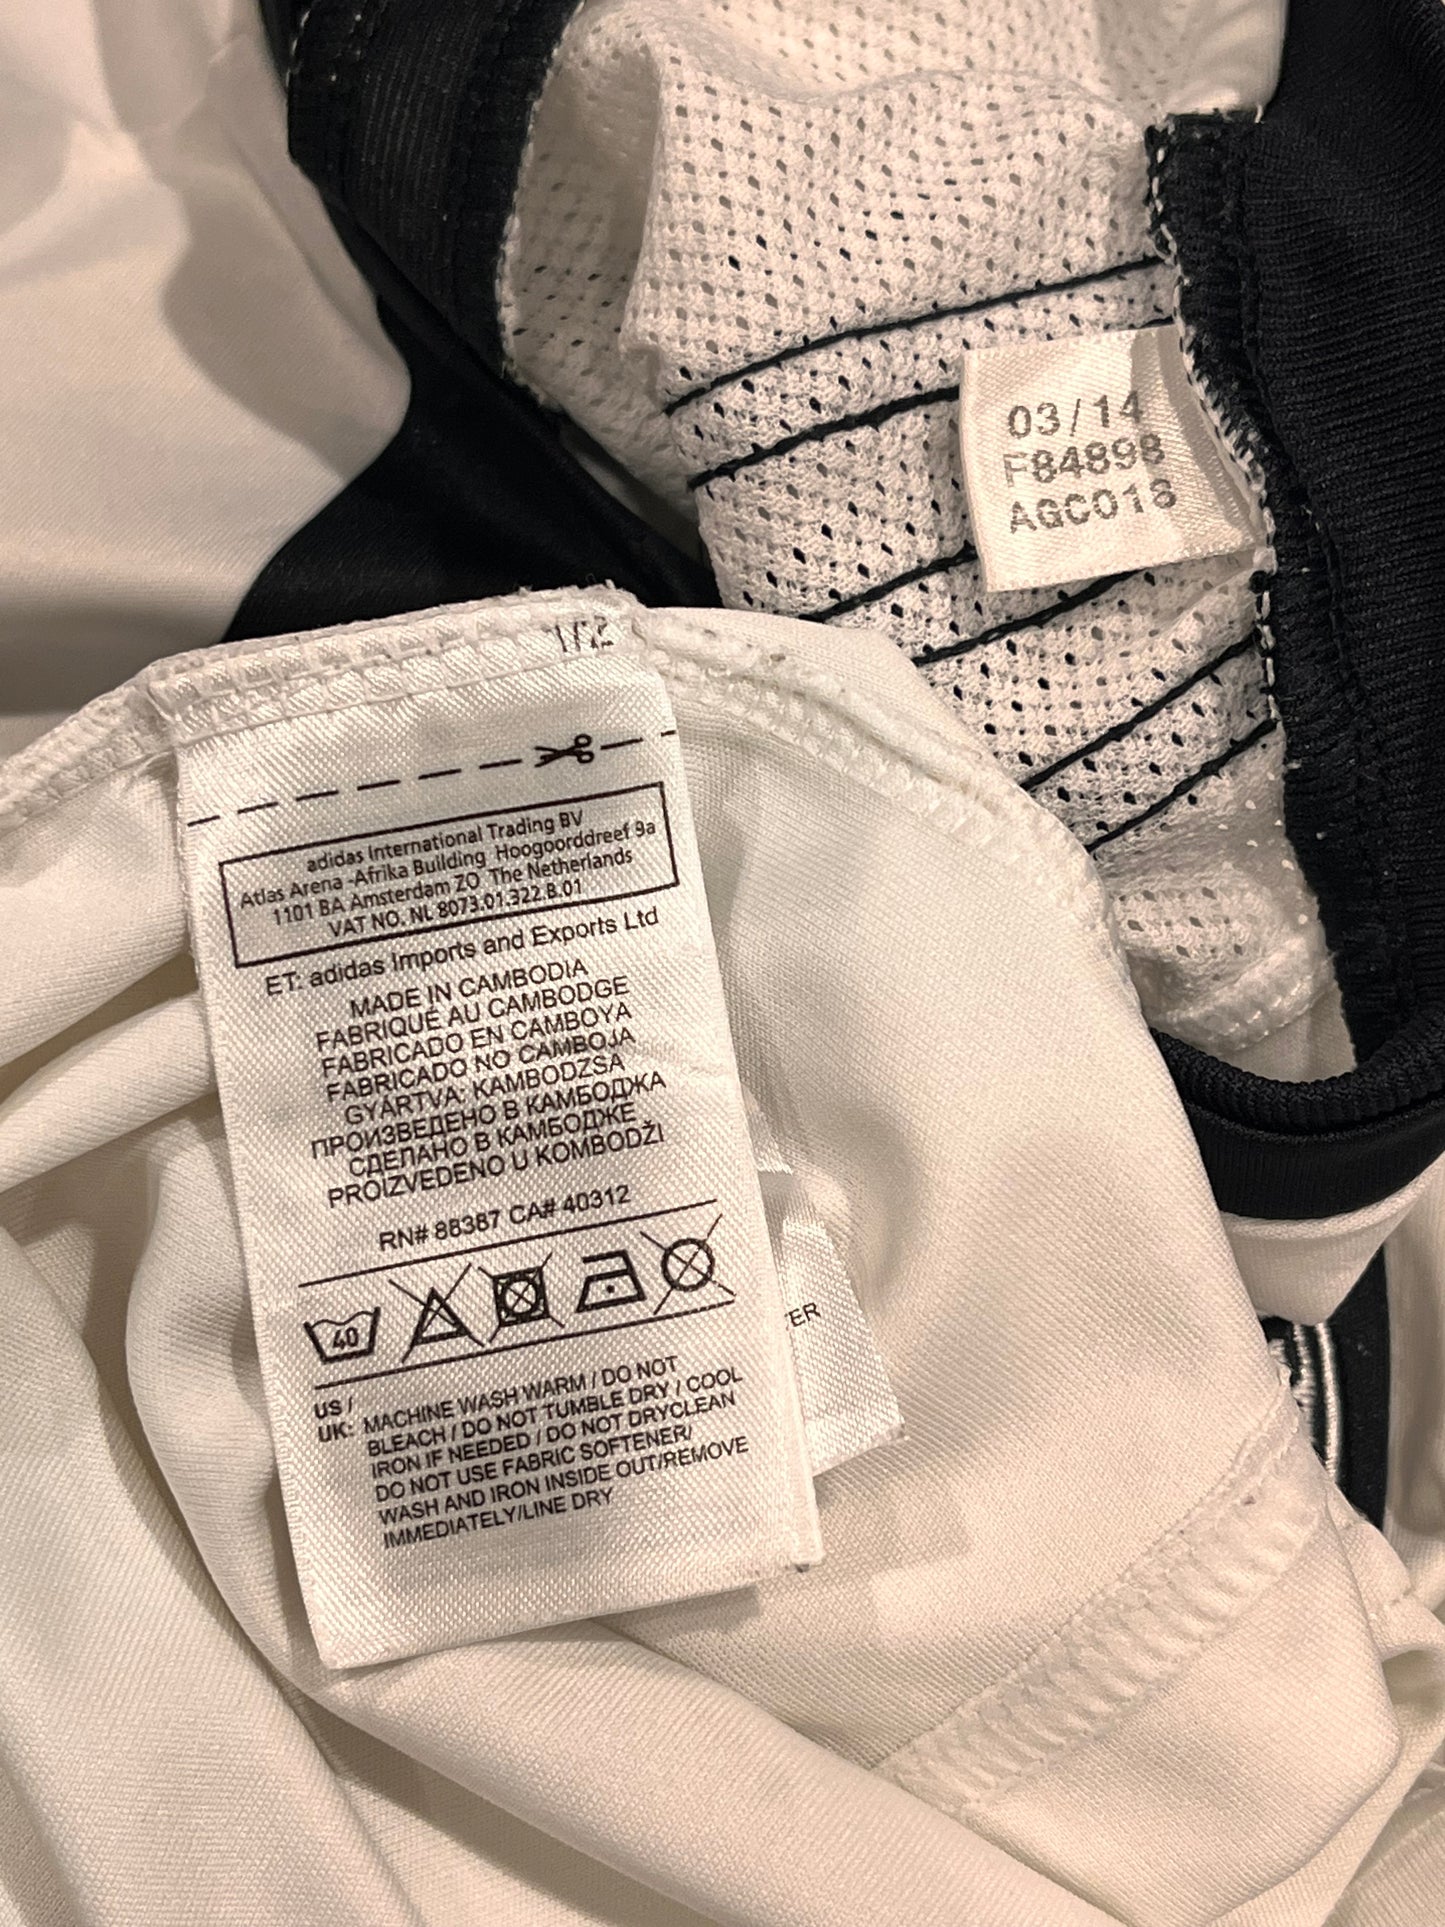 03/14
F84898
AGC018
1/12
adidas International Trading BV
Atlas Arena -Afrika Building Hoogoorddreef 9a
1101 BA Amsterdam ZO The Netherlands
VAT NO. NL 8073.01.322.B.01
ET: adidas Imports and Exports Ltd
MADE IN CAMBODIA
FABRIQUÉ AU CAMBODGE
FABRICADO EN CAMBOYA
FABRICADO NO CAMBOJA
GYÁRTVA: KAMBODZSA
ПРОИЗВЕДЕНО В КАМБОДЖА
СДЕЛАНО В КАМБОДЖЕ
PROIZVEDENO U KOMBODŽI
RN# 88387 CA# 40312
40
US /
UK: MACHINE WASH WARM / DO NOT
BLEACH / DO NOT TUMBLE DRY / COOL
IRON IF NEEDED / DO NOT DRYCLEAN
DO NOT USE FABRIC SOFTENER/
WASH AND IRON INSIDE OUT/REMOVE
IMMEDIATELY/LINE DRY